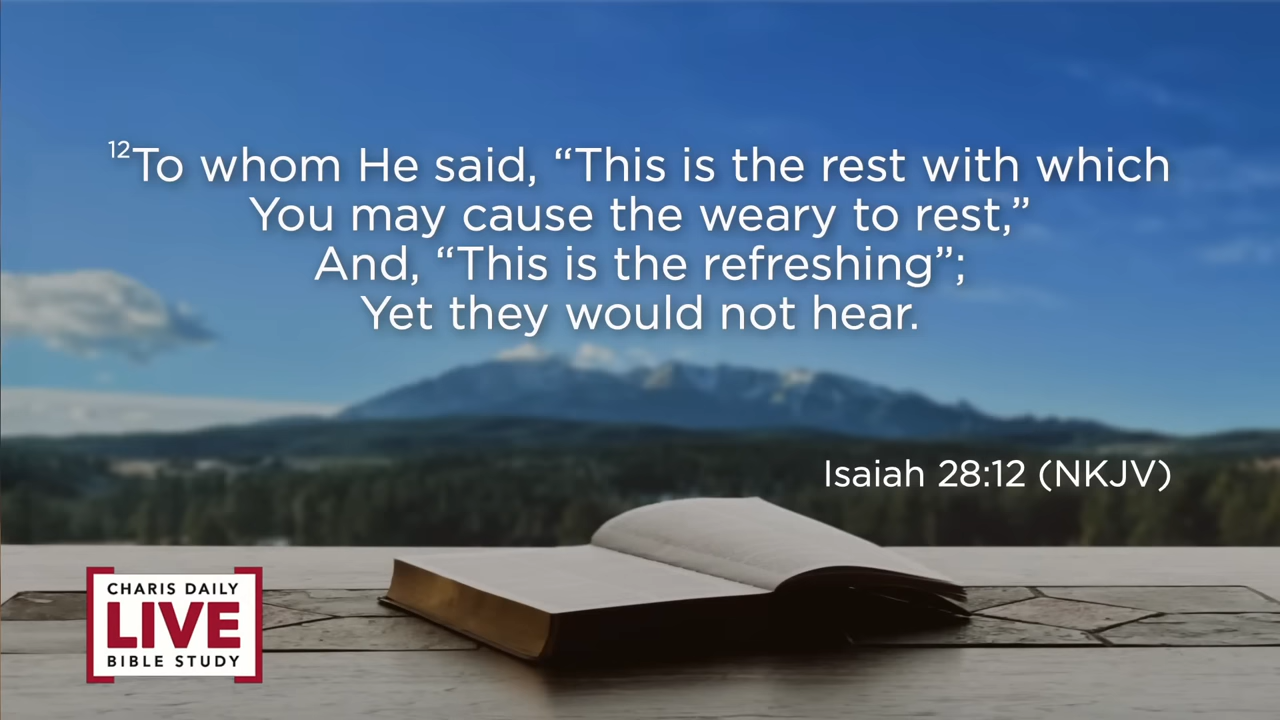 12To whom He said, “This is the rest with which
You may cause the weary to rest,”
And, “This is the refreshing”;
Yet they would not hear.
Isaiah 28:12 (NKJV)
CHARIS DAILY
LIVE
BIBLE STUDY